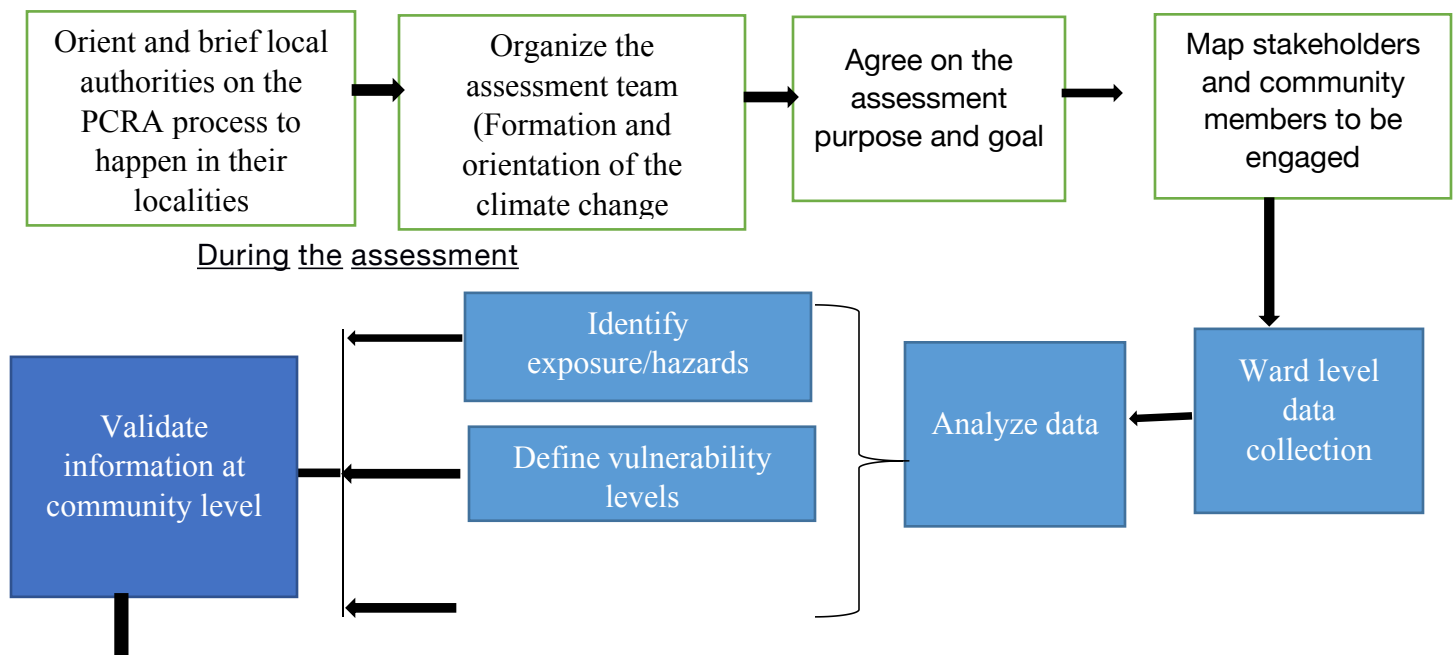 Orient and brief local
authorities on the
PCRA process to
happen in their
localities
Organize the
assessment team
(Formation and
orientation of the
climate change
Agree on the
assessment
purpose and goal
Map stakeholders
and community
members to be
engaged
During the assessment
Identify
exposure/hazards
Define vulnerability
levels
Analyze data
Ward level
data
collection
Validate
information at
community level